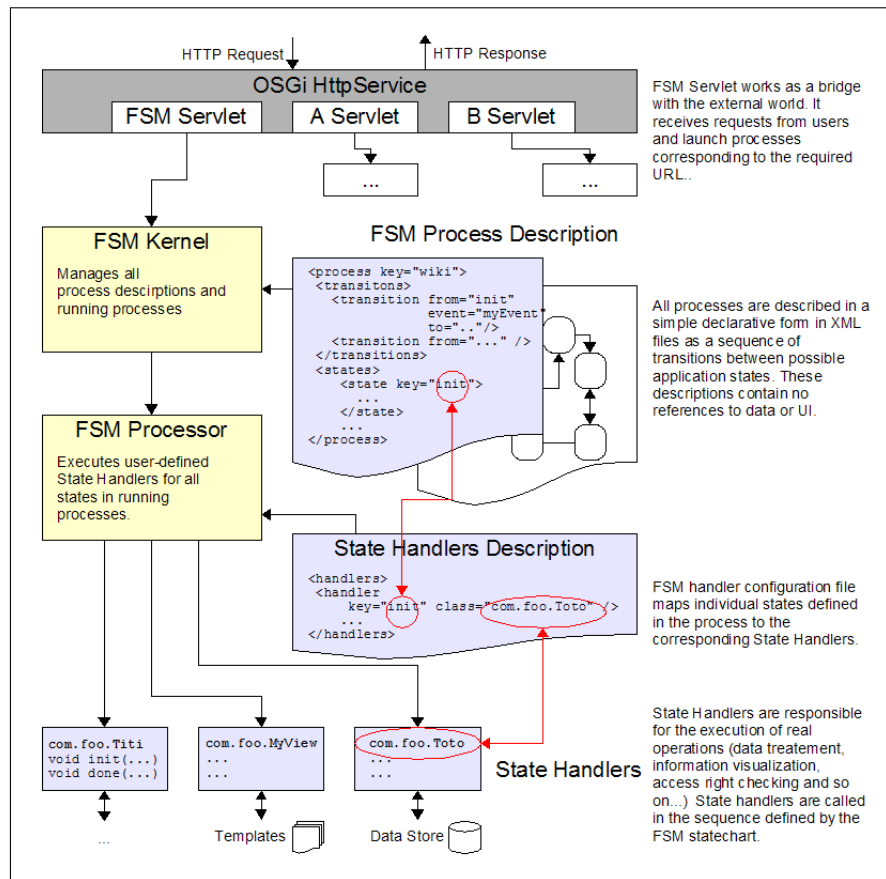 HTTP Request
HTTP Response
OSGi HttpService
FSM Servlet
A Servlet
B Servlet
...
...
FSM Servlet works as a bridge
with the external world. It
receives requests from users
and launch processes
corresponding to the required
URL..
FSM Kernel
Manages all
process descirptions and
running processes
FSM Process Description
<process key="wiki">
<transitons>
<transition from="init"
event="myEvent"
to=".."/>
<transition from="..." />
</transitions>
<states>
<state key="init">
...
</state>
...
</process>
All processes are described in a
simple declarative form in XML
files as a sequence of
transitions between possible
application states. These
descriptions contain no
references to data or UI.
FSM Processor
Executes user-defined
State Handlers for all
states in running
processes.
State Handlers Description
<handlers>
<handler
key="init" class="com.foo.Toto" />
...
</handlers>
FSM handler configuration file
maps individual states defined
in the process to the
corresponding State Handlers.
com.foo.Titi
void init(...)
void done(...)
...
com.foo.MyView
...
...
Templates
com.foo.Toto
...
...
Data Store
State Handlers
State Handlers are responsible
for the execution of real
operations (data treatement,
information visualization,
access right checking and so
on...) State handlers are called
in the sequence defined by the
FSM statechart.